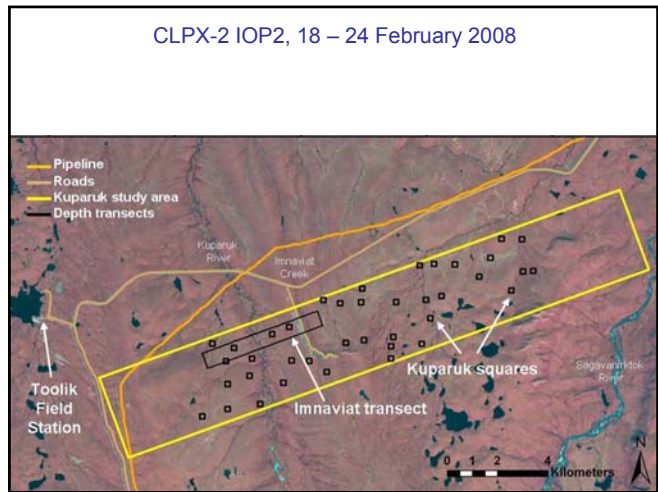 CLPX-2 IOP2, 18 – 24 February 2008
Pipeline
Roads
Kuparuk study area
Depth transects
Kuparuk
River
Imnaviat
Creek
Toolik
Field
Station
Imnaviat transect
Kuparuk squares
Sagavanirktok
River
N
0 1 2 4
Kilometers